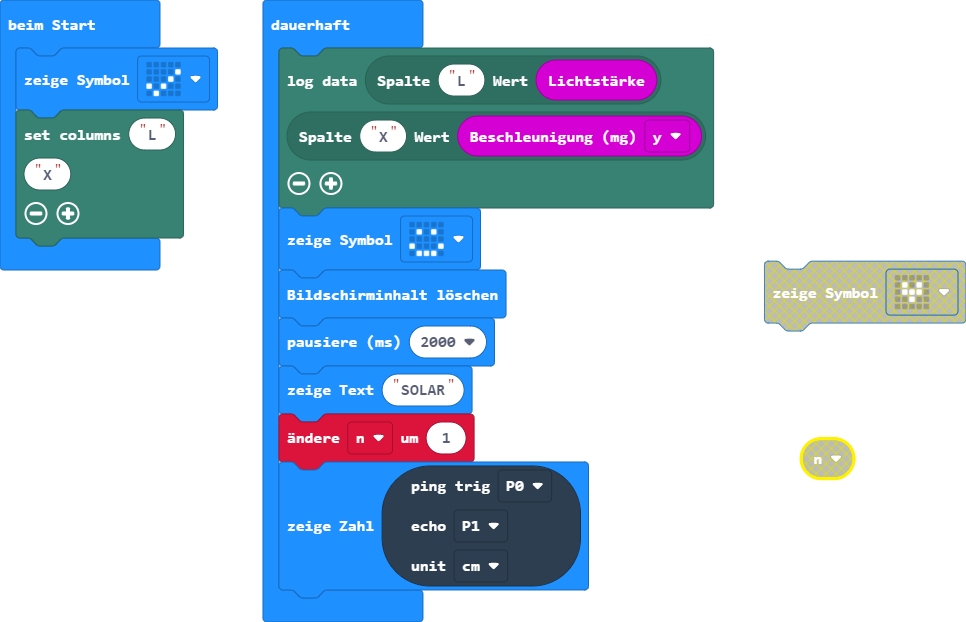 beim Start
zeige Symbol
set columns "L"
"X"
dauerhaft
log data Spalte "L" Wert Lichtstärke
Spalte "X" Wert Beschleunigung (mg) y
zeige Symbol
Bildschirminhalt löschen
pausiere (ms) 2000
zeige Text "SOLAR"
ändere n um 1
zeige Zahl ping trig P0
echo P1
unit cm
zeige Symbol
n